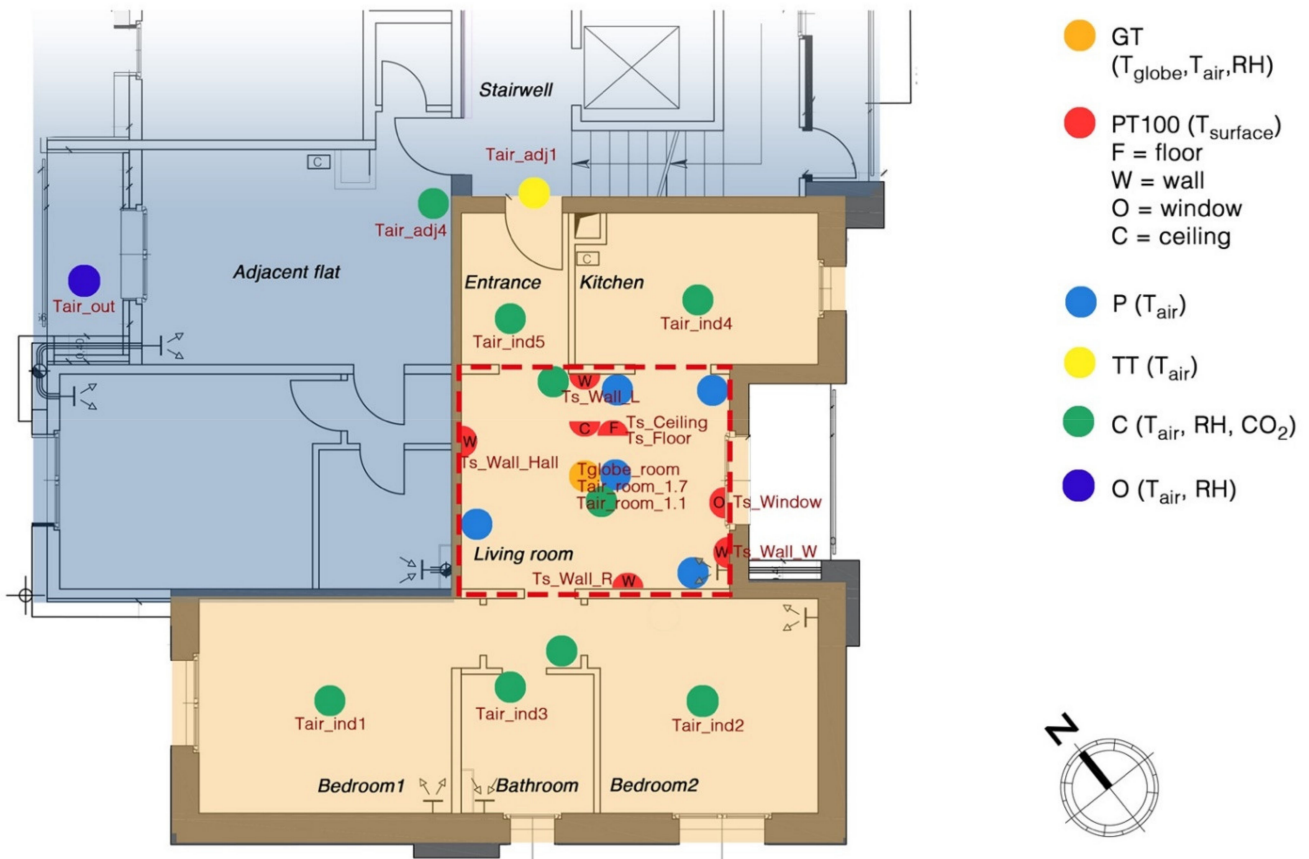 Stairwell
Tair_adj1
C
Tair_adj4
Adjacent flat
Tair_out
Entrance
Kitchen
C
Tair_ind5
Tair_ind4
W
Ts_Wall_L
C
F
Ts_Ceiling
Ts_Floor
W
Ts_Wall_Hall
Tglobe_room
Tair_room_1.7
Tair_room_1.1
O
Ts_Window
Living room
W
Ts_Wall_W
Ts_Wall_R
W
Tair_ind1
Tair_ind3
Tair_ind2
Bedroom1
Bathroom
Bedroom2
GT
(Tglobe,Tair,RH)
PT100 (Tsurface)
F = floor
W = wall
O = window
C = ceiling
P (Tair)
TT (Tair)
C (Tair, RH, CO2)
O (Tair, RH)
N